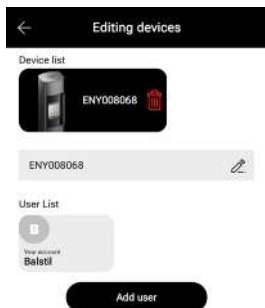 Editing devices
Device list
ENY008068
ENY008068
User List
B
Your account
Balstil
Add user